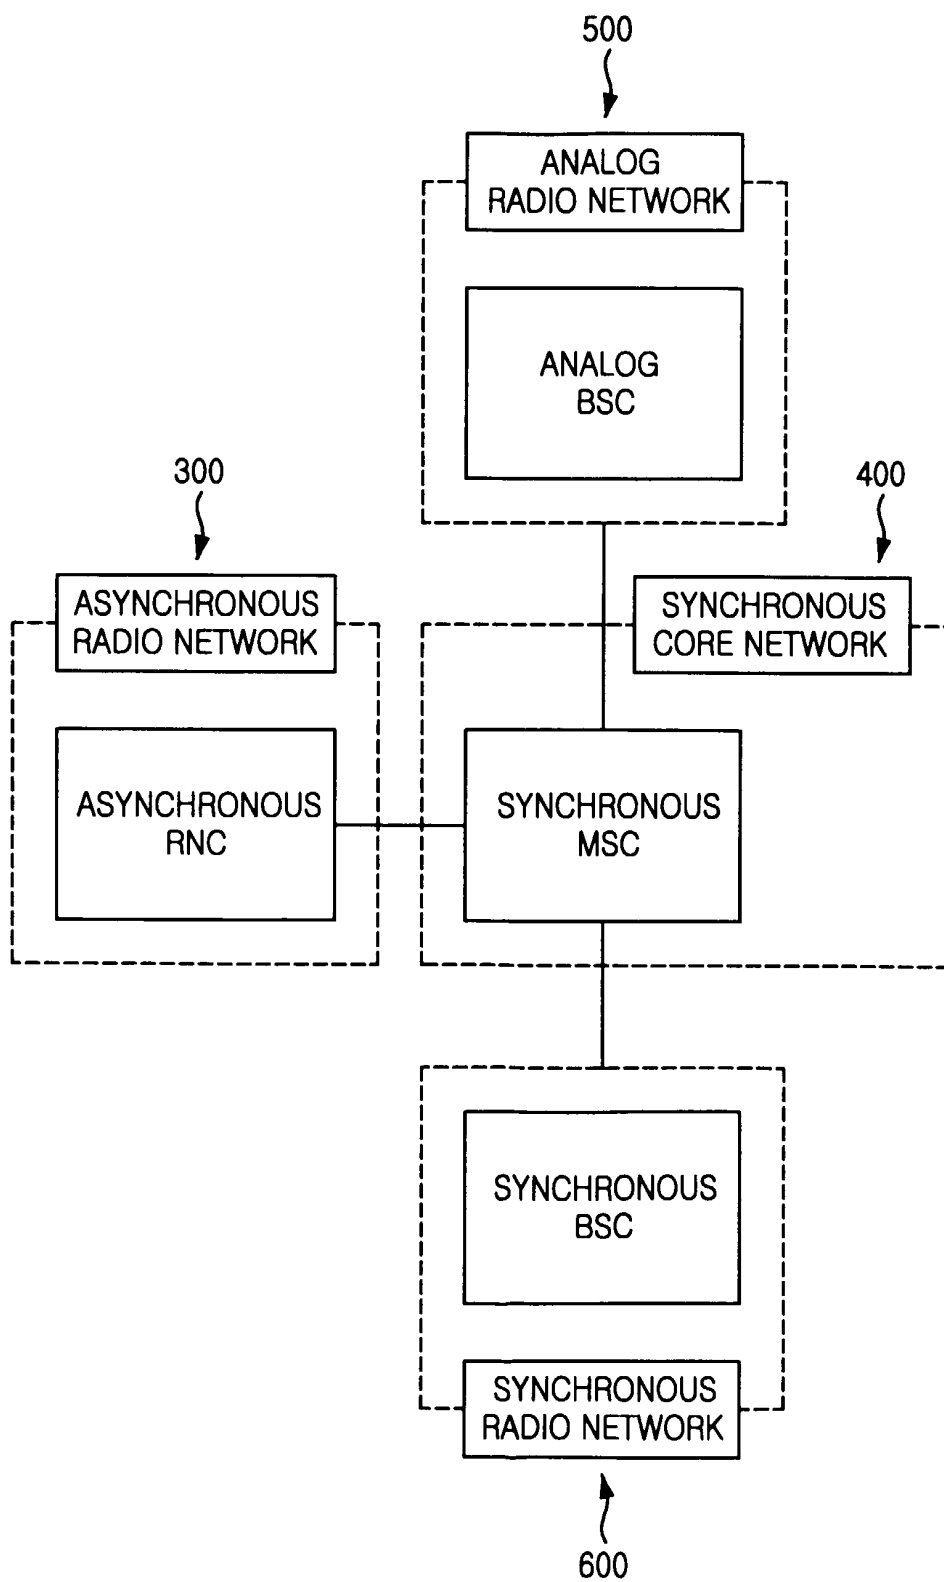 500
ANALOG
RADIO NETWORK
ANALOG
BSC
300
400
ASYNCHRONOUS
RADIO NETWORK
SYNCHRONOUS
CORE NETWORK
ASYNCHRONOUS
RNC
SYNCHRONOUS
MSC
SYNCHRONOUS
BSC
SYNCHRONOUS
RADIO NETWORK
600